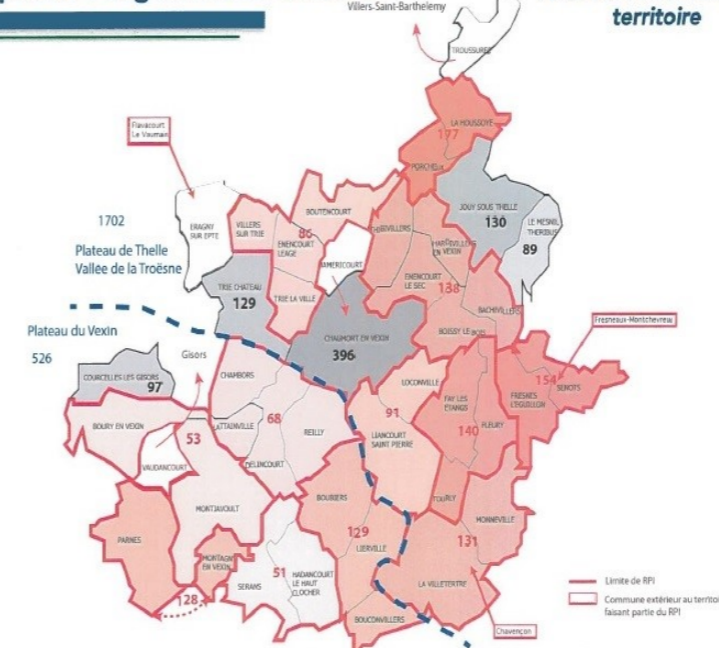 territoire
Villers-Saint-Barthelemy
TROUSSURES
LA HOUSSOYE
177
PORCHEUX
Flavacourt
Le Vaumain
JOUY SOUS THELLE
130
LE MESNIL
THERIBUS
89
BOUTENCOURT
86
ERAGNY
SUR EPTE
VILLERS
SUR TRIE
ENENCOURT
LEAGE
THIBIVILLERS
HARDIVILLERS
EN VEXIN
JAMERICOURT
ENENCOURT
LE SEC
138
1702
Plateau de Thelle
Vallée de la Troësne
TRIE CHATEAU
129
TRIE LA VILLE
BACHIVILLERS
BOISSY LE BOIS
CHAUMONT EN VEXIN
396
Fresneaux-Montchevreu
Plateau du Vexin
526
Gisors
COURCELLES LES GISORS
97
CHAMBORS
LOCONVILLE
91
FAY LES
ETANGS
FRESNES
L'EGUILLON
154
SENOTS
BOURY EN VEXIN
53
LATTAINVILLE
68
REILLY
LIANCOURT
SAINT PIERRE
140
FLEURY
VAUDANCOURT
DELINCOURT
MONTJAVOULT
BOUBIERS
TOURLY
MONNEVILLE
PARNES
129
LIERVILLE
131
MONTAGNY
EN VEXIN
SERANS
51
HADANCOURT
LE HAUT
CLOCHER
LA VILLETERTRE
128
BOUCONVILLERS
Chavençon
Limite de RPI
Commune extérieur au territoi
faisant partie du RPI